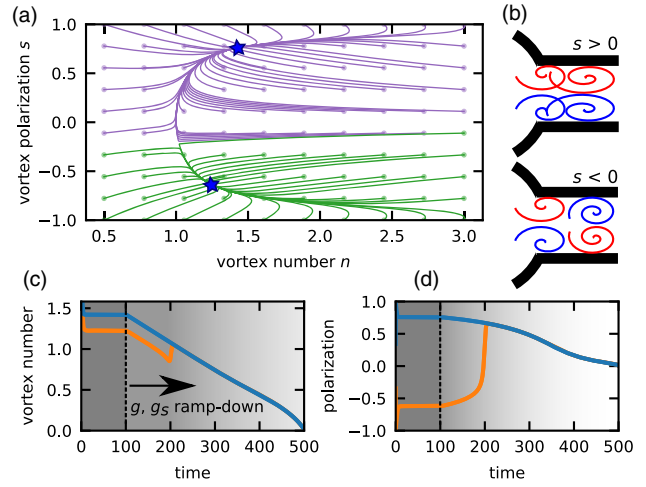 (a)
vortex polarization s
1.0
0.5
0.0
−0.5
−1.0
0.5 1.0 1.5 2.0 2.5 3.0
vortex number n
(b)
s > 0
s < 0
(c)
vortex number
1.5
1.0
0.5
0.0
g, gS ramp-down
0 100 200 300 400 500
time
(d)
polarization
1.0
0.5
0.0
−0.5
−1.0
0 100 200 300 400 500
time